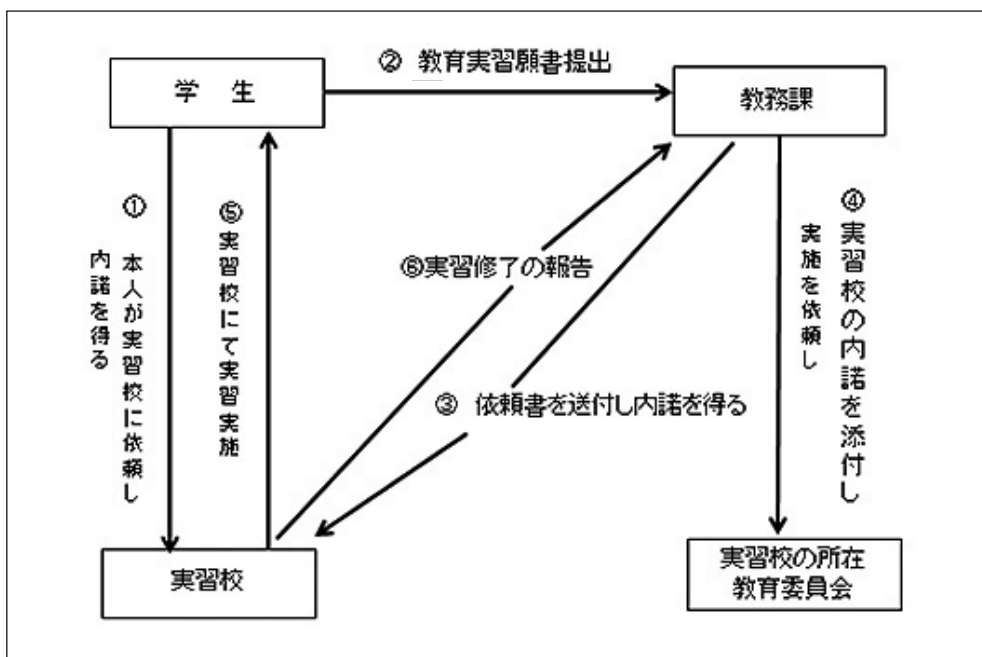 ② 教育実習願書提出
学 生
教務課
①
本人が実習校に依頼し
内諾を得る
⑤実習校にて実習実施
⑥実習修了の報告
③ 依頼書を送付し内諾を得る
④実習校の内諾を添付し
実施を依頼し
実習校
実習校の所在
教育委員会